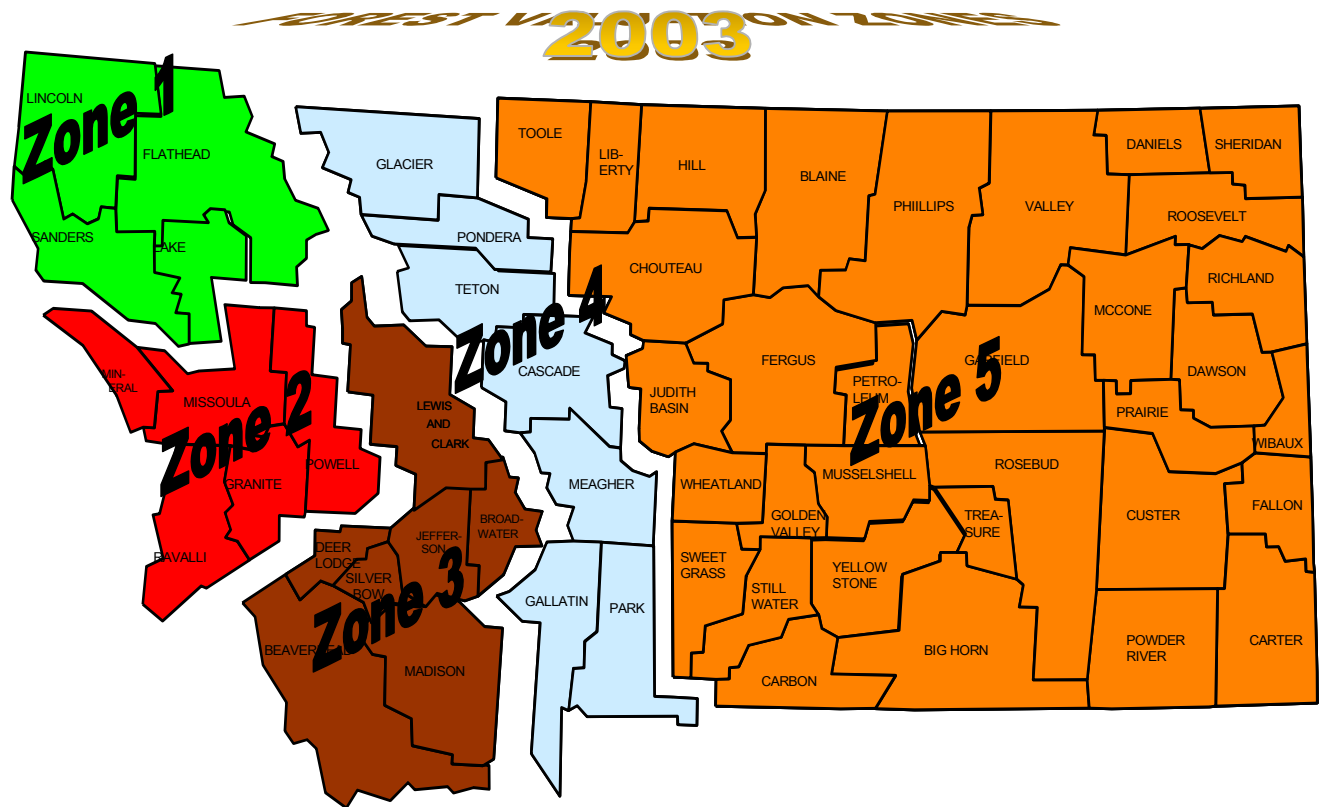 FOREST VALUATION ZONES
2003
Zone 1
LINCOLN
FLATHEAD
SANDERS
LAKE
Zone 2
MIN-
ERAL
MISSOULA
POWELL
GRANITE
RAVALLI
Zone 3
LEWIS
AND
CLARK
BROAD-
WATER
JEFFER-
SON
DEER
LODGE
SILVER
BOW
BEAVERHEAD
MADISON
Zone 4
GLACIER
PONDERA
TETON
CASCADE
MEAGHER
GALLATIN
PARK
Zone 5
TOOLE
LIB-
ERTY
HILL
BLAINE
PHIILLIPS
VALLEY
DANIELS
SHERIDAN
ROOSEVELT
CHOUTEAU
RICHLAND
MCCONE
FERGUS
GARFIELD
DAWSON
JUDITH
BASIN
PETRO-
LEUM
PRAIRIE
WIBAUX
WHEATLAND
MUSSELSHELL
ROSEBUD
GOLDEN
VALLEY
TREA-
SURE
CUSTER
FALLON
SWEET
GRASS
STILL
WATER
YELLOW
STONE
CARBON
BIG HORN
POWDER
RIVER
CARTER